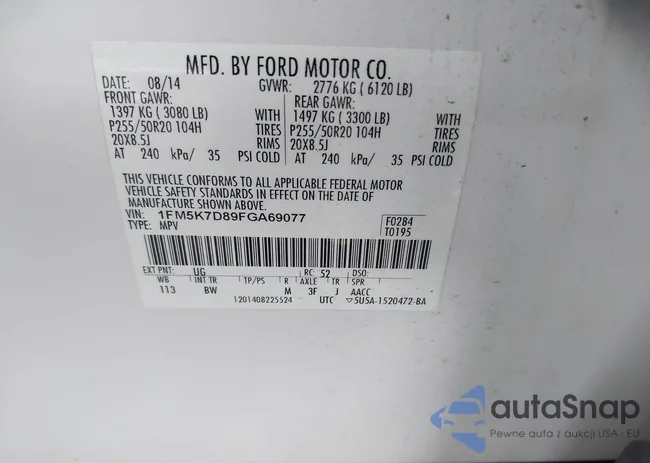 MFD. BY FORD MOTOR CO.
DATE: 08/14 GVWR: 2776 KG ( 6120 LB)
FRONT GAWR: REAR GAWR:
1397 KG ( 3080 LB) WITH 1497 KG ( 3300 LB) WITH
P255/50R20 104H TIRES P255/50R20 104H TIRES
20X8.5J RIMS 20X8.5J RIMS
AT 240 kPa/ 35 PSI COLD AT 240 kPa/ 35 PSI COLD
THIS VEHICLE CONFORMS TO ALL APPLICABLE FEDERAL MOTOR
VEHICLE SAFETY STANDARDS IN EFFECT ON THE DATE OF
MANUFACTURE SHOWN ABOVE.
VIN: 1FM5K7D89FGA69077 F0284
TYPE: MPV T0195
EXT PNT: UG RC: 52 DSO:
WB INT TR TP/PS R AXLE TR SPR
113 BW M 3F J AACC
1201408225524 UTC ▽5U5A-1520472-BA
autaSnap
Pewne auta z aukcji USA i EU